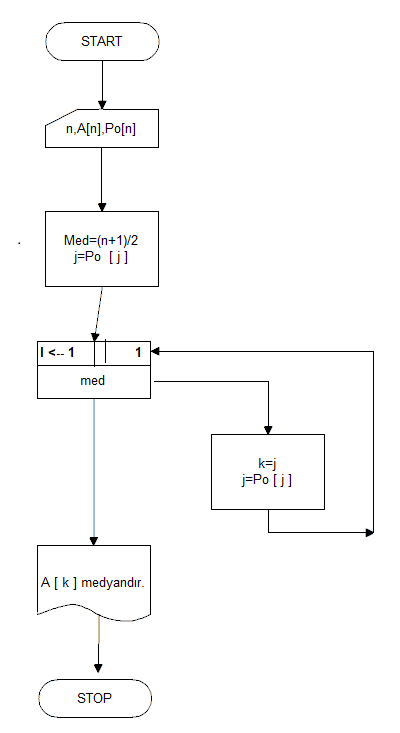 START
n,A[n],Po[n]
Med=(n+1)/2
j=Po [ j ]
I <-- 1 1
med
k=j
j=Po [ j ]
A [ k ] medyandır.
STOP